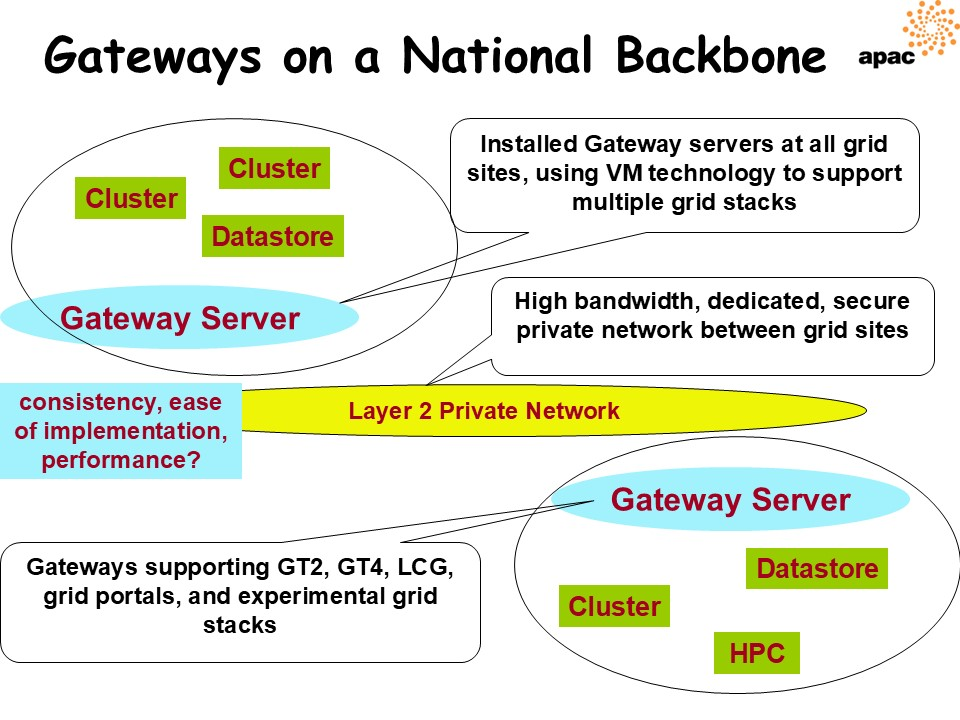 Gateways on a National Backbone
apac
Installed Gateway servers at all grid
sites, using VM technology to support
multiple grid stacks
Cluster
Cluster
Datastore
Gateway Server
High bandwidth, dedicated, secure
private network between grid sites
consistency, ease
of implementation,
performance?
Layer 2 Private Network
Gateway Server
Gateways supporting GT2, GT4, LCG,
grid portals, and experimental grid
stacks
Datastore
Cluster
HPC